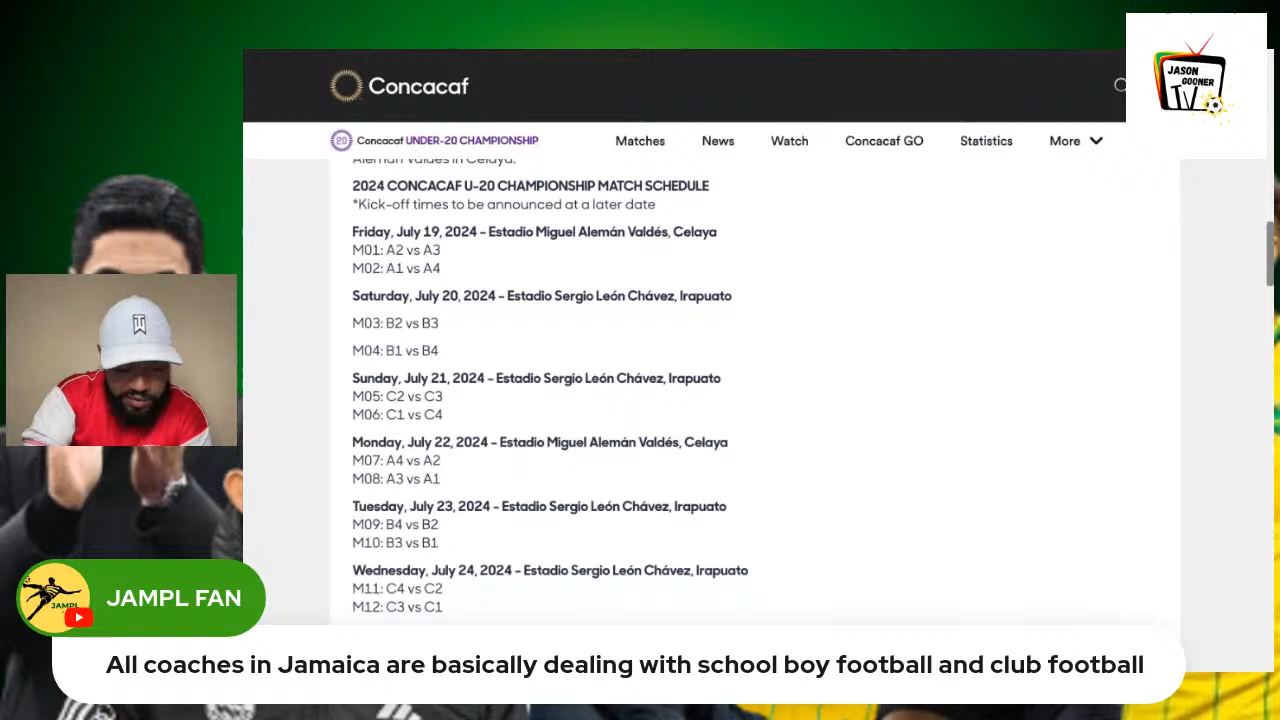 JASON
GOONER
TV
Concacaf
20 Concacaf UNDER-20 CHAMPIONSHIP
Matches News Watch Concacaf GO Statistics More
Alemán Valdés in Celaya.
2024 CONCACAF U-20 CHAMPIONSHIP MATCH SCHEDULE
*Kick-off times to be announced at a later date
Friday, July 19, 2024 – Estadio Miguel Alemán Valdés, Celaya
M01: A2 vs A3
M02: A1 vs A4
Saturday, July 20, 2024 – Estadio Sergio León Chávez, Irapuato
M03: B2 vs B3
M04: B1 vs B4
Sunday, July 21, 2024 – Estadio Sergio León Chávez, Irapuato
M05: C2 vs C3
M06: C1 vs C4
Monday, July 22, 2024 – Estadio Miguel Alemán Valdés, Celaya
M07: A4 vs A2
M08: A3 vs A1
Tuesday, July 23, 2024 – Estadio Sergio León Chávez, Irapuato
M09: B4 vs B2
M10: B3 vs B1
Wednesday, July 24, 2024 – Estadio Sergio León Chávez, Irapuato
M11: C4 vs C2
M12: C3 vs C1
JAMPL
JAMPL FAN
All coaches in Jamaica are basically dealing with school boy football and club football